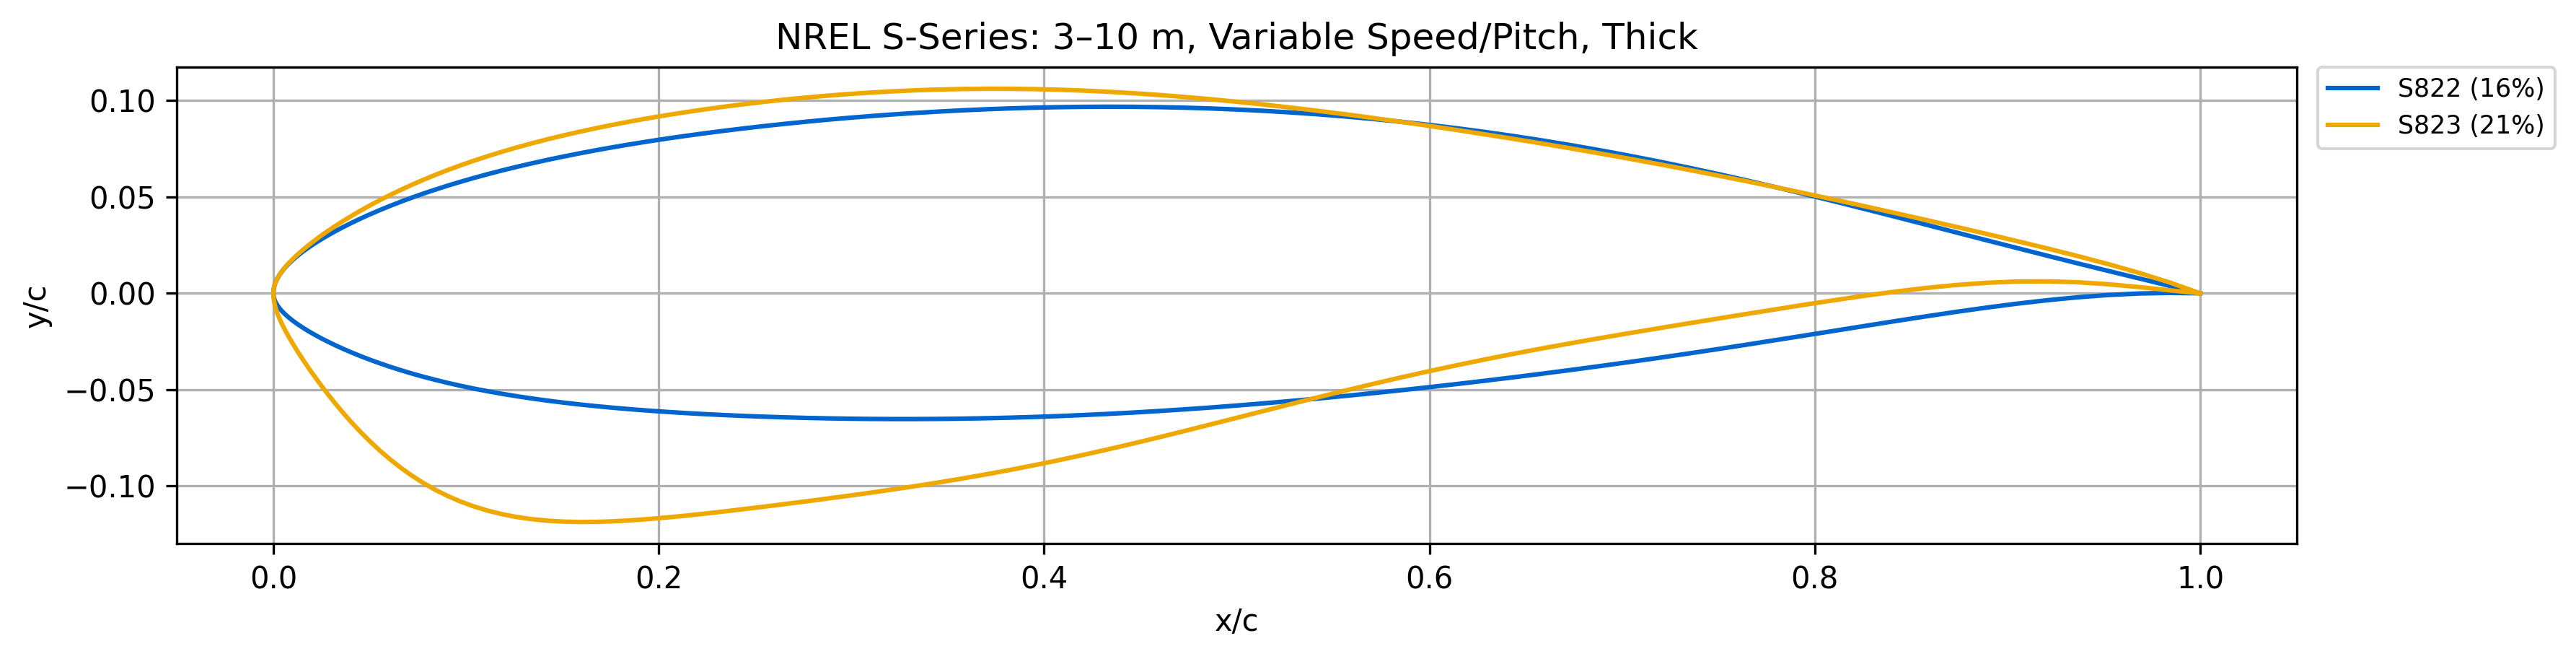 NREL S-Series: 3–10 m, Variable Speed/Pitch, Thick
S822 (16%)
S823 (21%)
y/c
0.10
0.05
0.00
−0.05
−0.10
0.0 0.2 0.4 0.6 0.8 1.0
x/c